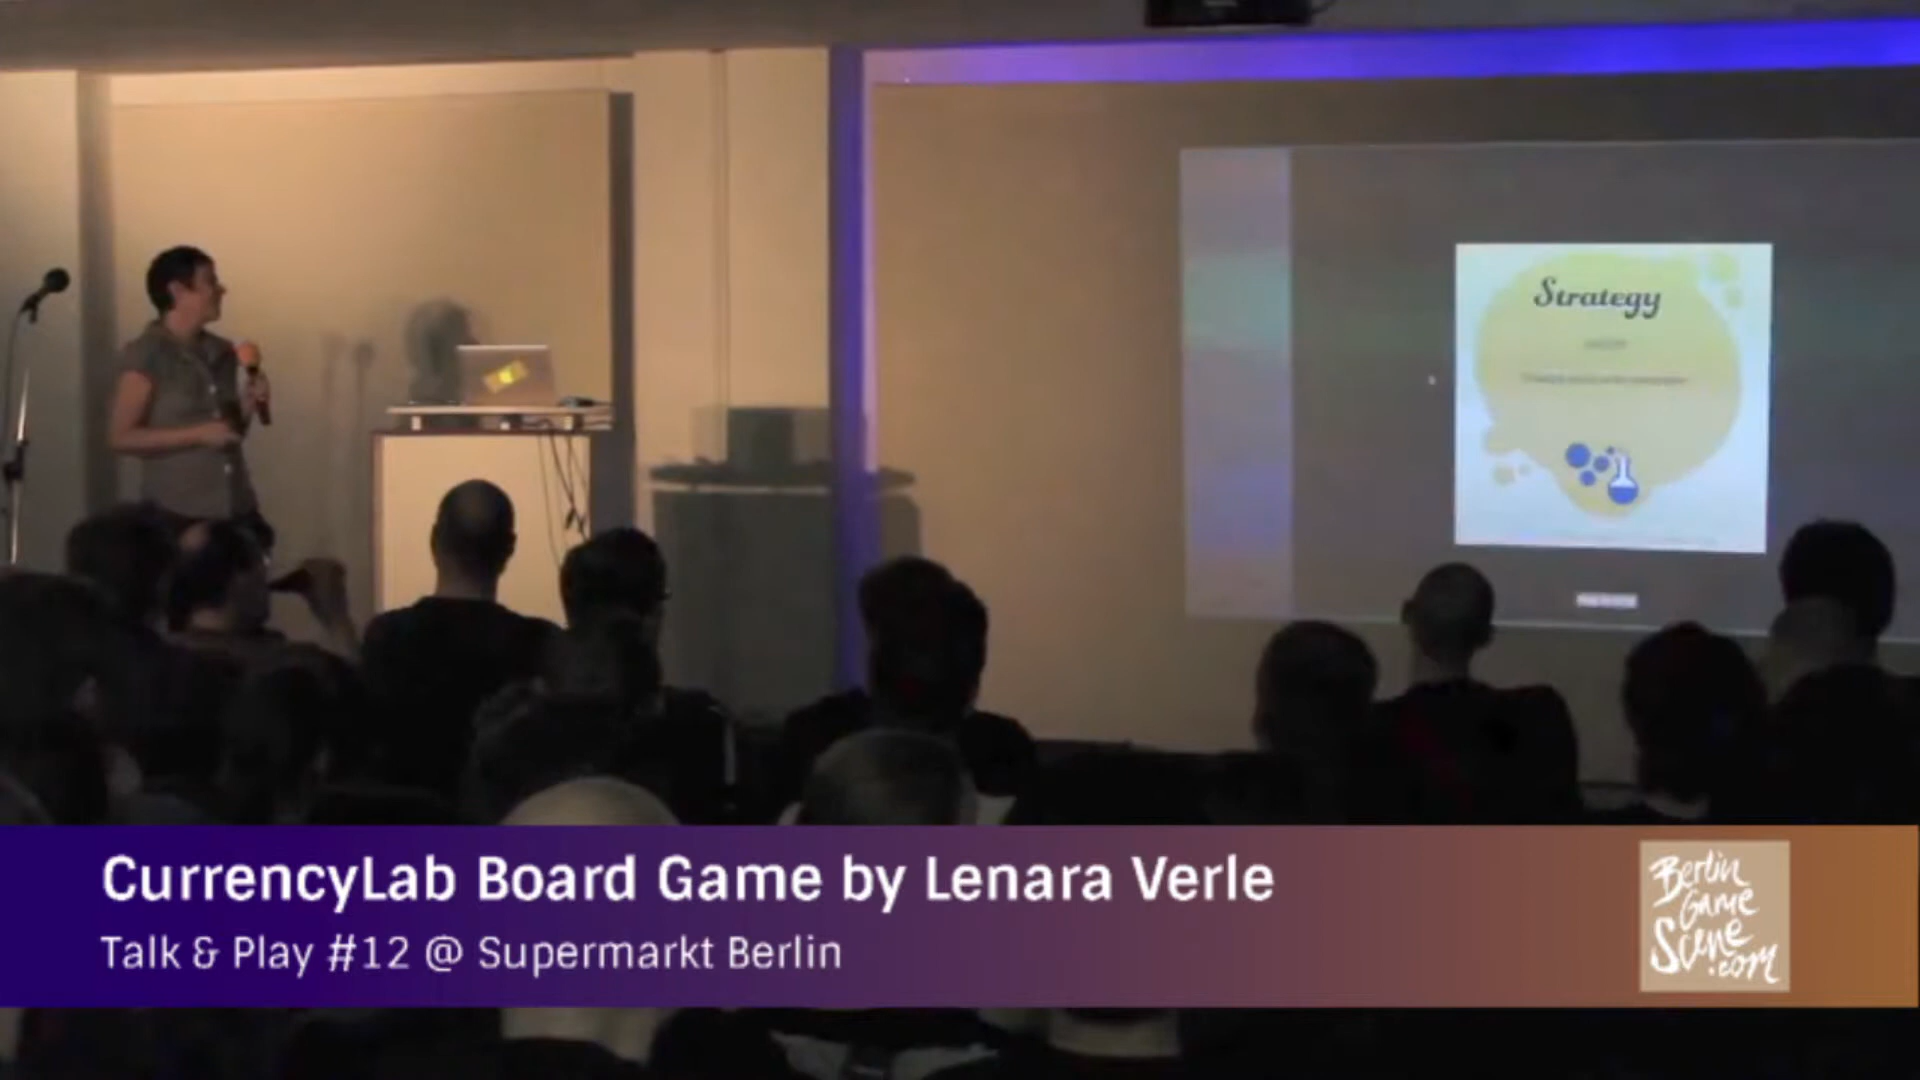 Strategy
CurrencyLab Board Game by Lenara Verle
Talk & Play #12 @ Supermarkt Berlin
Berlin
Game
Scene
.com